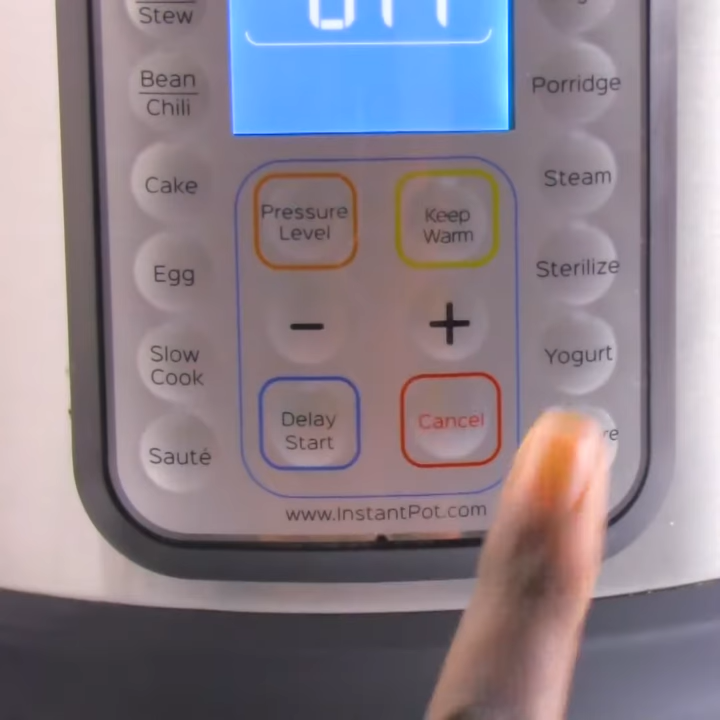 Stew
Bean
Chili
Cake
Egg
Slow
Cook
Sauté
Pressure
Level
Keep
Warm
−
+
Delay
Start
Cancel
www.InstantPot.com
Porridge
Steam
Sterilize
Yogurt